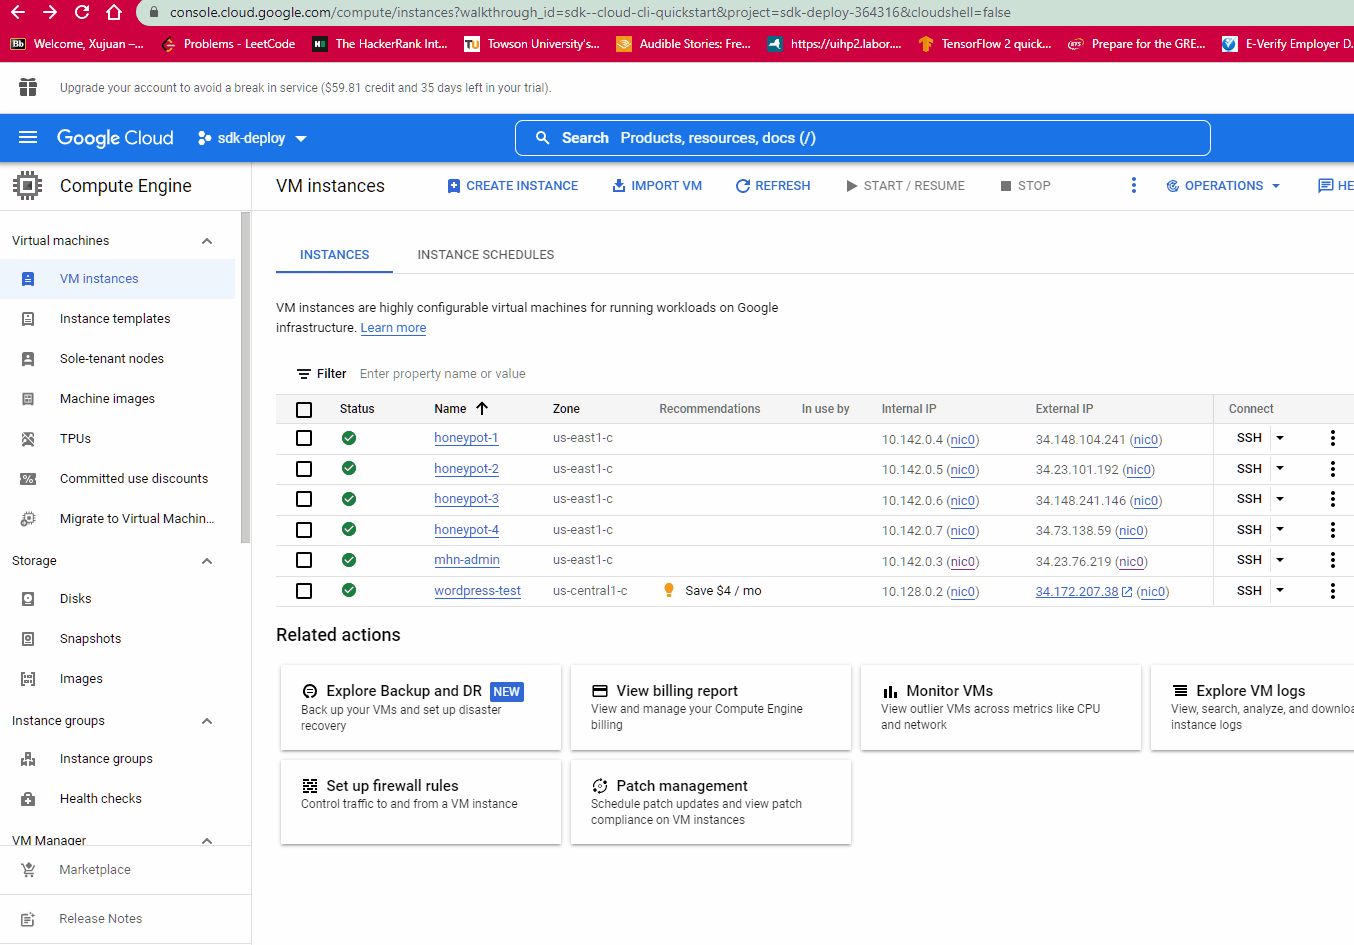 console.cloud.google.com/compute/instances?walkthrough_id=sdk--cloud-cli-quickstart&project=sdk-deploy-364316&cloudshell=false
Bb Welcome, Xujuan –... Problems - LeetCode The HackerRank Int... TU Towson University's... Audible Stories: Fre... https://uihp2.labor.... TensorFlow 2 quick... ETS Prepare for the GRE... E-Verify Employer D.
Upgrade your account to avoid a break in service ($59.81 credit and 35 days left in your trial).
Google Cloud sdk-deploy Search Products, resources, docs (/)
Compute Engine
VM instances CREATE INSTANCE IMPORT VM REFRESH START / RESUME STOP OPERATIONS HE
Virtual machines
VM instances
Instance templates
Sole-tenant nodes
Machine images
TPUs
Committed use discounts
Migrate to Virtual Machin...
Storage
Disks
Snapshots
Images
Instance groups
Instance groups
Health checks
VM Manager
Marketplace
Release Notes
INSTANCES INSTANCE SCHEDULES
VM instances are highly configurable virtual machines for running workloads on Google
infrastructure. Learn more
Filter Enter property name or value
Status Name Zone Recommendations In use by Internal IP External IP Connect
honeypot-1 us-east1-c 10.142.0.4 (nic0) 34.148.104.241 (nic0) SSH
honeypot-2 us-east1-c 10.142.0.5 (nic0) 34.23.101.192 (nic0) SSH
honeypot-3 us-east1-c 10.142.0.6 (nic0) 34.148.241.146 (nic0) SSH
honeypot-4 us-east1-c 10.142.0.7 (nic0) 34.73.138.59 (nic0) SSH
mhn-admin us-east1-c 10.142.0.3 (nic0) 34.23.76.219 (nic0) SSH
wordpress-test us-central1-c Save $4 / mo 10.128.0.2 (nic0) 34.172.207.38 (nic0) SSH
Related actions
Explore Backup and DR NEW
Back up your VMs and set up disaster
recovery
View billing report
View and manage your Compute Engine
billing
Monitor VMs
View outlier VMs across metrics like CPU
and network
Explore VM logs
View, search, analyze, and downloa
instance logs
Set up firewall rules
Control traffic to and from a VM instance
Patch management
Schedule patch updates and view patch
compliance on VM instances